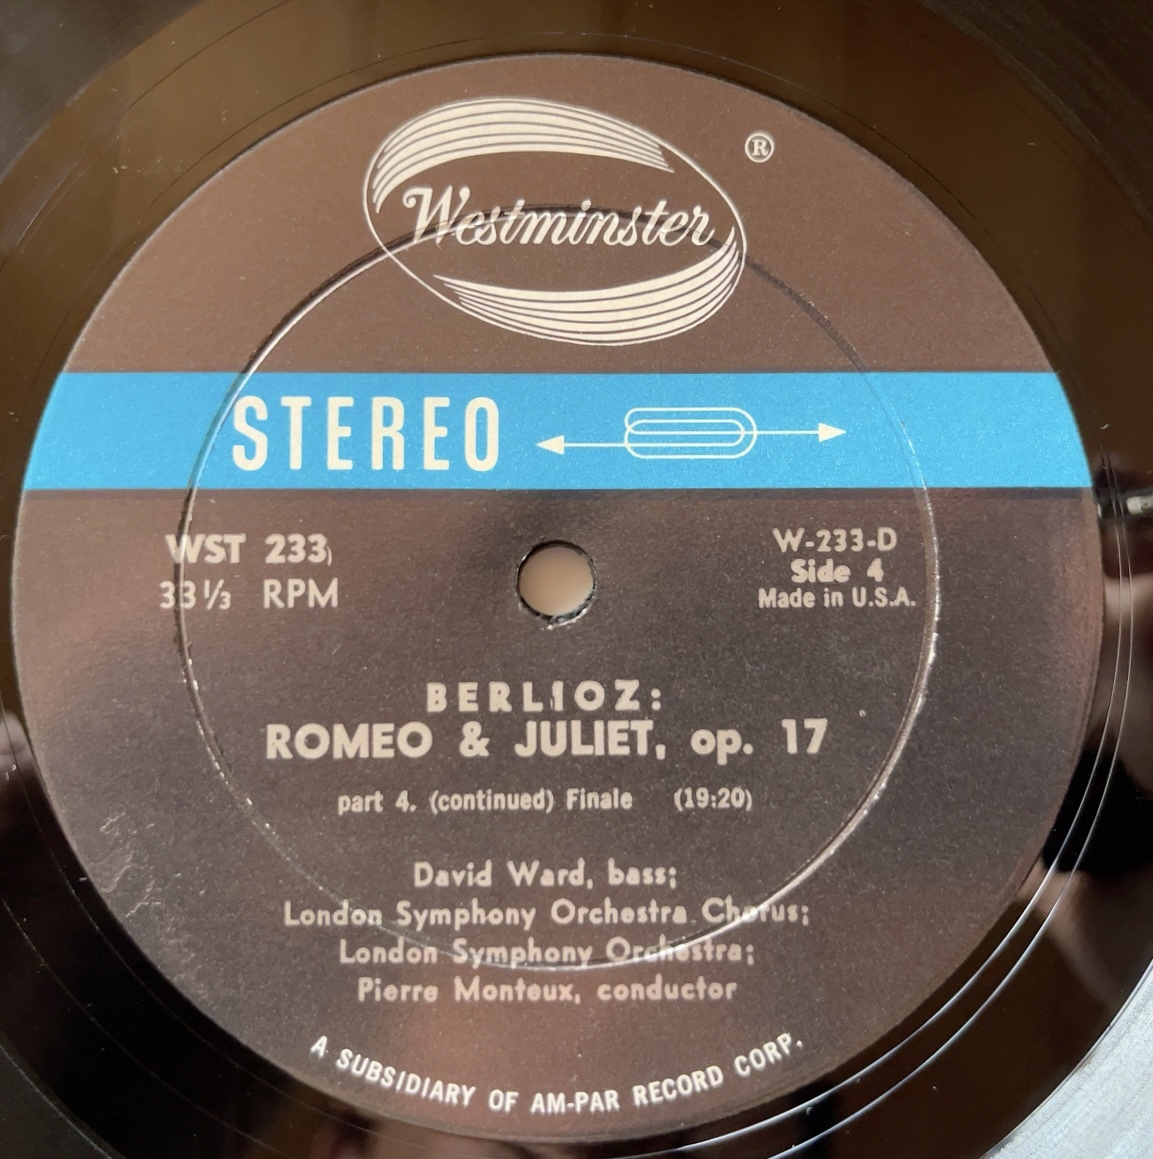 Westminster
®
STEREO
WST 233
33 1/3 RPM
W-233-D
Side 4
Made in U.S.A.
BERLIOZ:
ROMEO & JULIET, op. 17
part 4. (continued) Finale (19:20)
David Ward, bass;
London Symphony Orchestra Chorus;
London Symphony Orchestra;
Pierre Monteux, conductor
A SUBSIDIARY OF AM-PAR RECORD CORP.